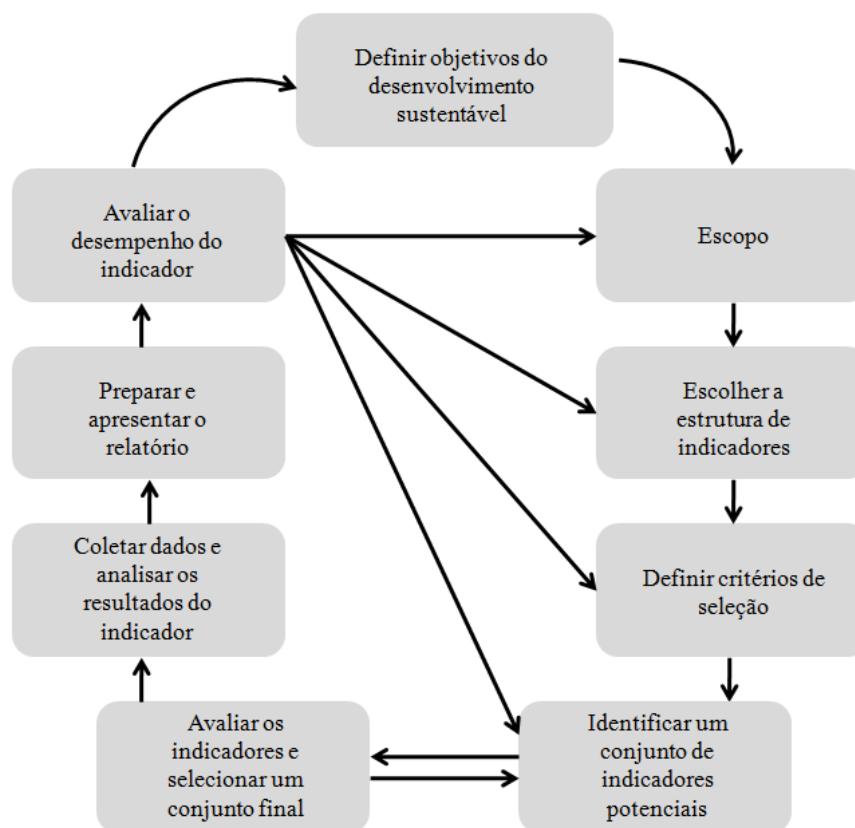 Definir objetivos do
desenvolvimento
sustentável
Escopo
Escolher a
estrutura de
indicadores
Definir critérios de
seleção
Identificar um
conjunto de
indicadores
potenciais
Avaliar os
indicadores e
selecionar um
conjunto final
Coletar dados e
analisar os
resultados do
indicador
Preparar e
apresentar o
relatório
Avaliar o
desempenho do
indicador